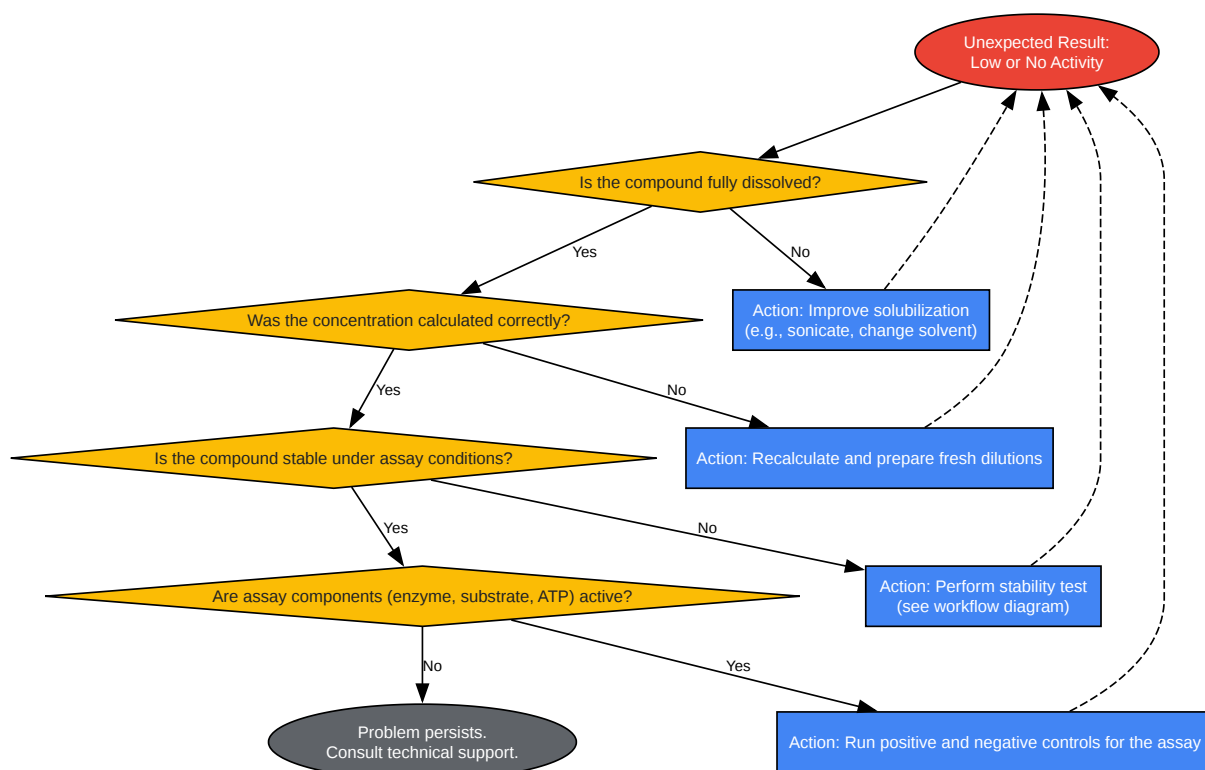 Unexpected Result:
Low or No Activity
Is the compound fully dissolved?
Yes
No
Was the concentration calculated correctly?
Action: Improve solubilization
(e.g., sonicate, change solvent)
Yes
No
Is the compound stable under assay conditions?
Action: Recalculate and prepare fresh dilutions
Yes
No
Are assay components (enzyme, substrate, ATP) active?
Action: Perform stability test
(see workflow diagram)
No
Yes
Problem persists.
Consult technical support.
Action: Run positive and negative controls for the assay